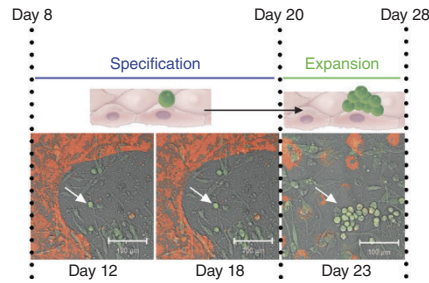 Day 8
Day 20
Day 28
Specification
Expansion
100 µm
100 µm
100 µm
Day 12
Day 18
Day 23